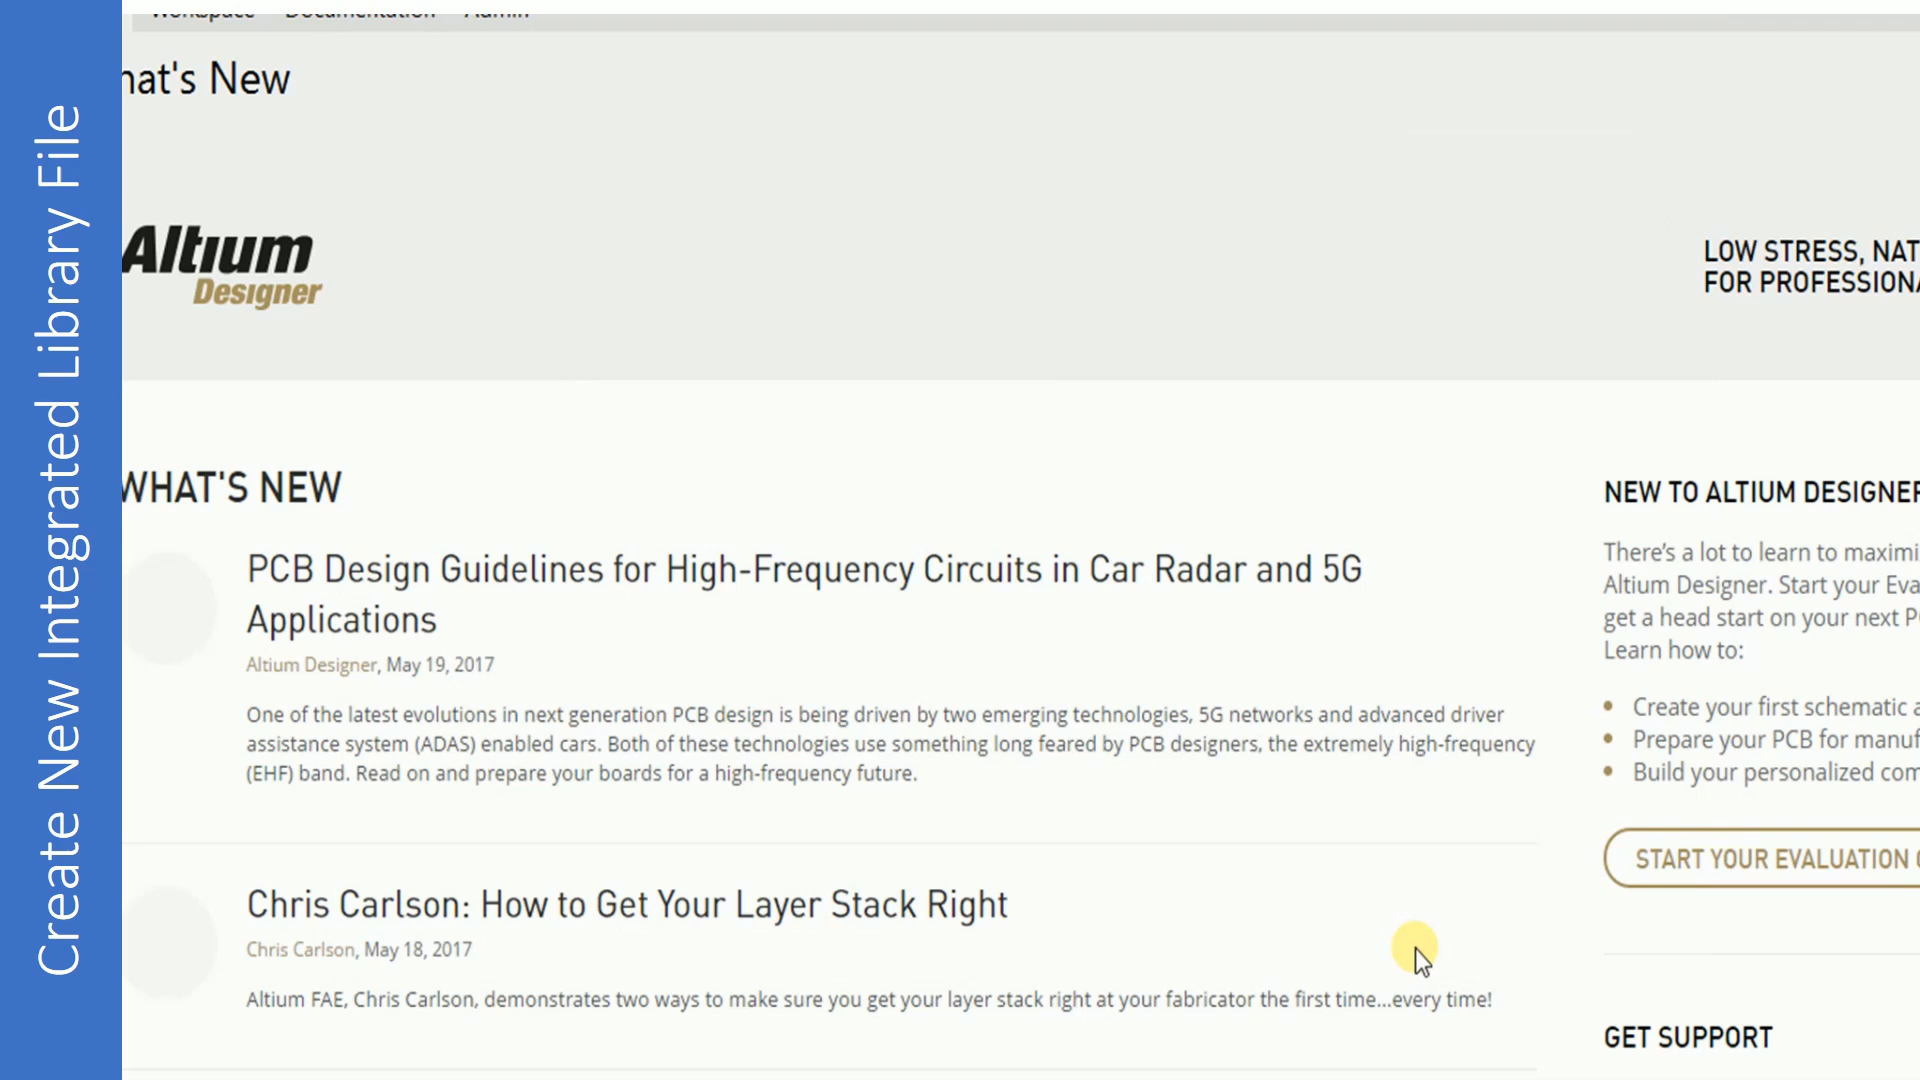 Create New Integrated Library File
Workspace Documentation Admin
hat's New
Altium
Designer
LOW STRESS, NAT
FOR PROFESSIONA
WHAT'S NEW
PCB Design Guidelines for High-Frequency Circuits in Car Radar and 5G
Applications
Altium Designer, May 19, 2017
One of the latest evolutions in next generation PCB design is being driven by two emerging technologies, 5G networks and advanced driver
assistance system (ADAS) enabled cars. Both of these technologies use something long feared by PCB designers, the extremely high-frequency
(EHF) band. Read on and prepare your boards for a high-frequency future.
Chris Carlson: How to Get Your Layer Stack Right
Chris Carlson, May 18, 2017
Altium FAE, Chris Carlson, demonstrates two ways to make sure you get your layer stack right at your fabricator the first time...every time!
NEW TO ALTIUM DESIGNER
There's a lot to learn to maximi
Altium Designer. Start your Eva
get a head start on your next P
Learn how to:
• Create your first schematic a
• Prepare your PCB for manuf
• Build your personalized com
START YOUR EVALUATION
GET SUPPORT